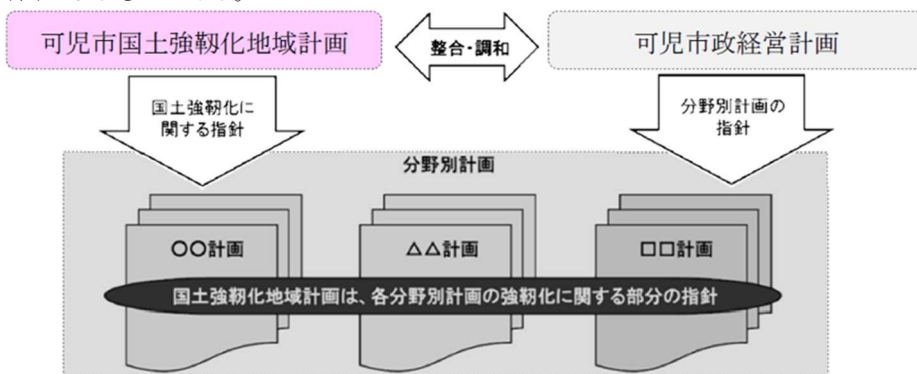 可児市国土強靱化地域計画
整合・調和
可児市政経営計画
国土強靱化に
関する指針
分野別計画の
指針
分野別計画
〇〇計画
△△計画
□□計画
国土強靱化地域計画は、各分野別計画の強靱化に関する部分の指針